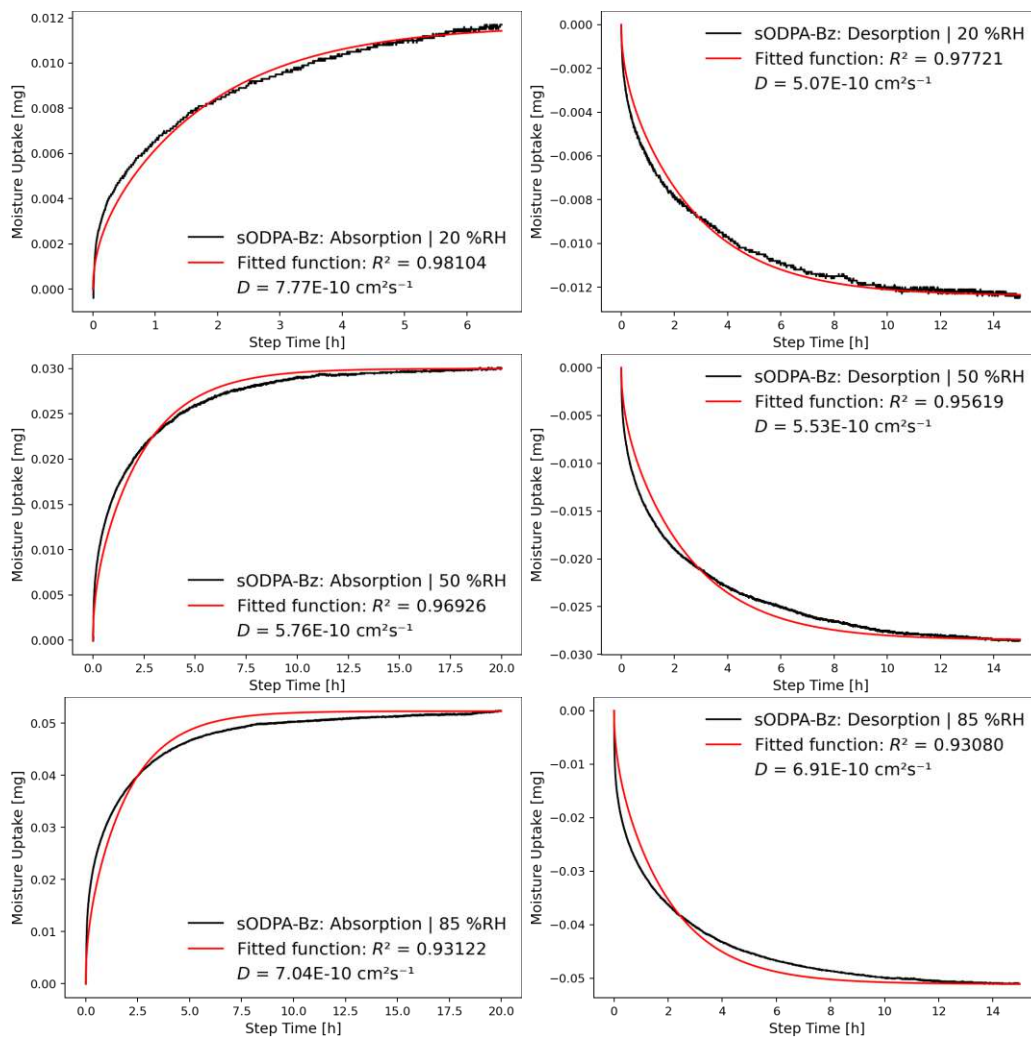 0.012
0.010
0.008
0.006
0.004
0.002
0.000
Moisture Uptake [mg]
sODPA-Bz: Absorption | 20 %RH
Fitted function: R² = 0.98104
D = 7.77E-10 cm²s⁻¹
0 1 2 3 4 5 6
Step Time [h]
−0.000
−0.002
−0.004
−0.006
−0.008
−0.010
−0.012
Moisture Uptake [mg]
sODPA-Bz: Desorption | 20 %RH
Fitted function: R² = 0.97721
D = 5.07E-10 cm²s⁻¹
0 2 4 6 8 10 12 14
Step Time [h]
0.030
0.025
0.020
0.015
0.010
0.005
0.000
Moisture Uptake [mg]
sODPA-Bz: Absorption | 50 %RH
Fitted function: R² = 0.96926
D = 5.76E-10 cm²s⁻¹
0.0 2.5 5.0 7.5 10.0 12.5 15.0 17.5 20.0
Step Time [h]
0.000
−0.005
−0.010
−0.015
−0.020
−0.025
−0.030
Moisture Uptake [mg]
sODPA-Bz: Desorption | 50 %RH
Fitted function: R² = 0.95619
D = 5.53E-10 cm²s⁻¹
0 2 4 6 8 10 12 14
Step Time [h]
0.05
0.04
0.03
0.02
0.01
0.00
Moisture Uptake [mg]
sODPA-Bz: Absorption | 85 %RH
Fitted function: R² = 0.93122
D = 7.04E-10 cm²s⁻¹
0.0 2.5 5.0 7.5 10.0 12.5 15.0 17.5 20.0
Step Time [h]
0.00
−0.01
−0.02
−0.03
−0.04
−0.05
Moisture Uptake [mg]
sODPA-Bz: Desorption | 85 %RH
Fitted function: R² = 0.93080
D = 6.91E-10 cm²s⁻¹
0 2 4 6 8 10 12 14
Step Time [h]